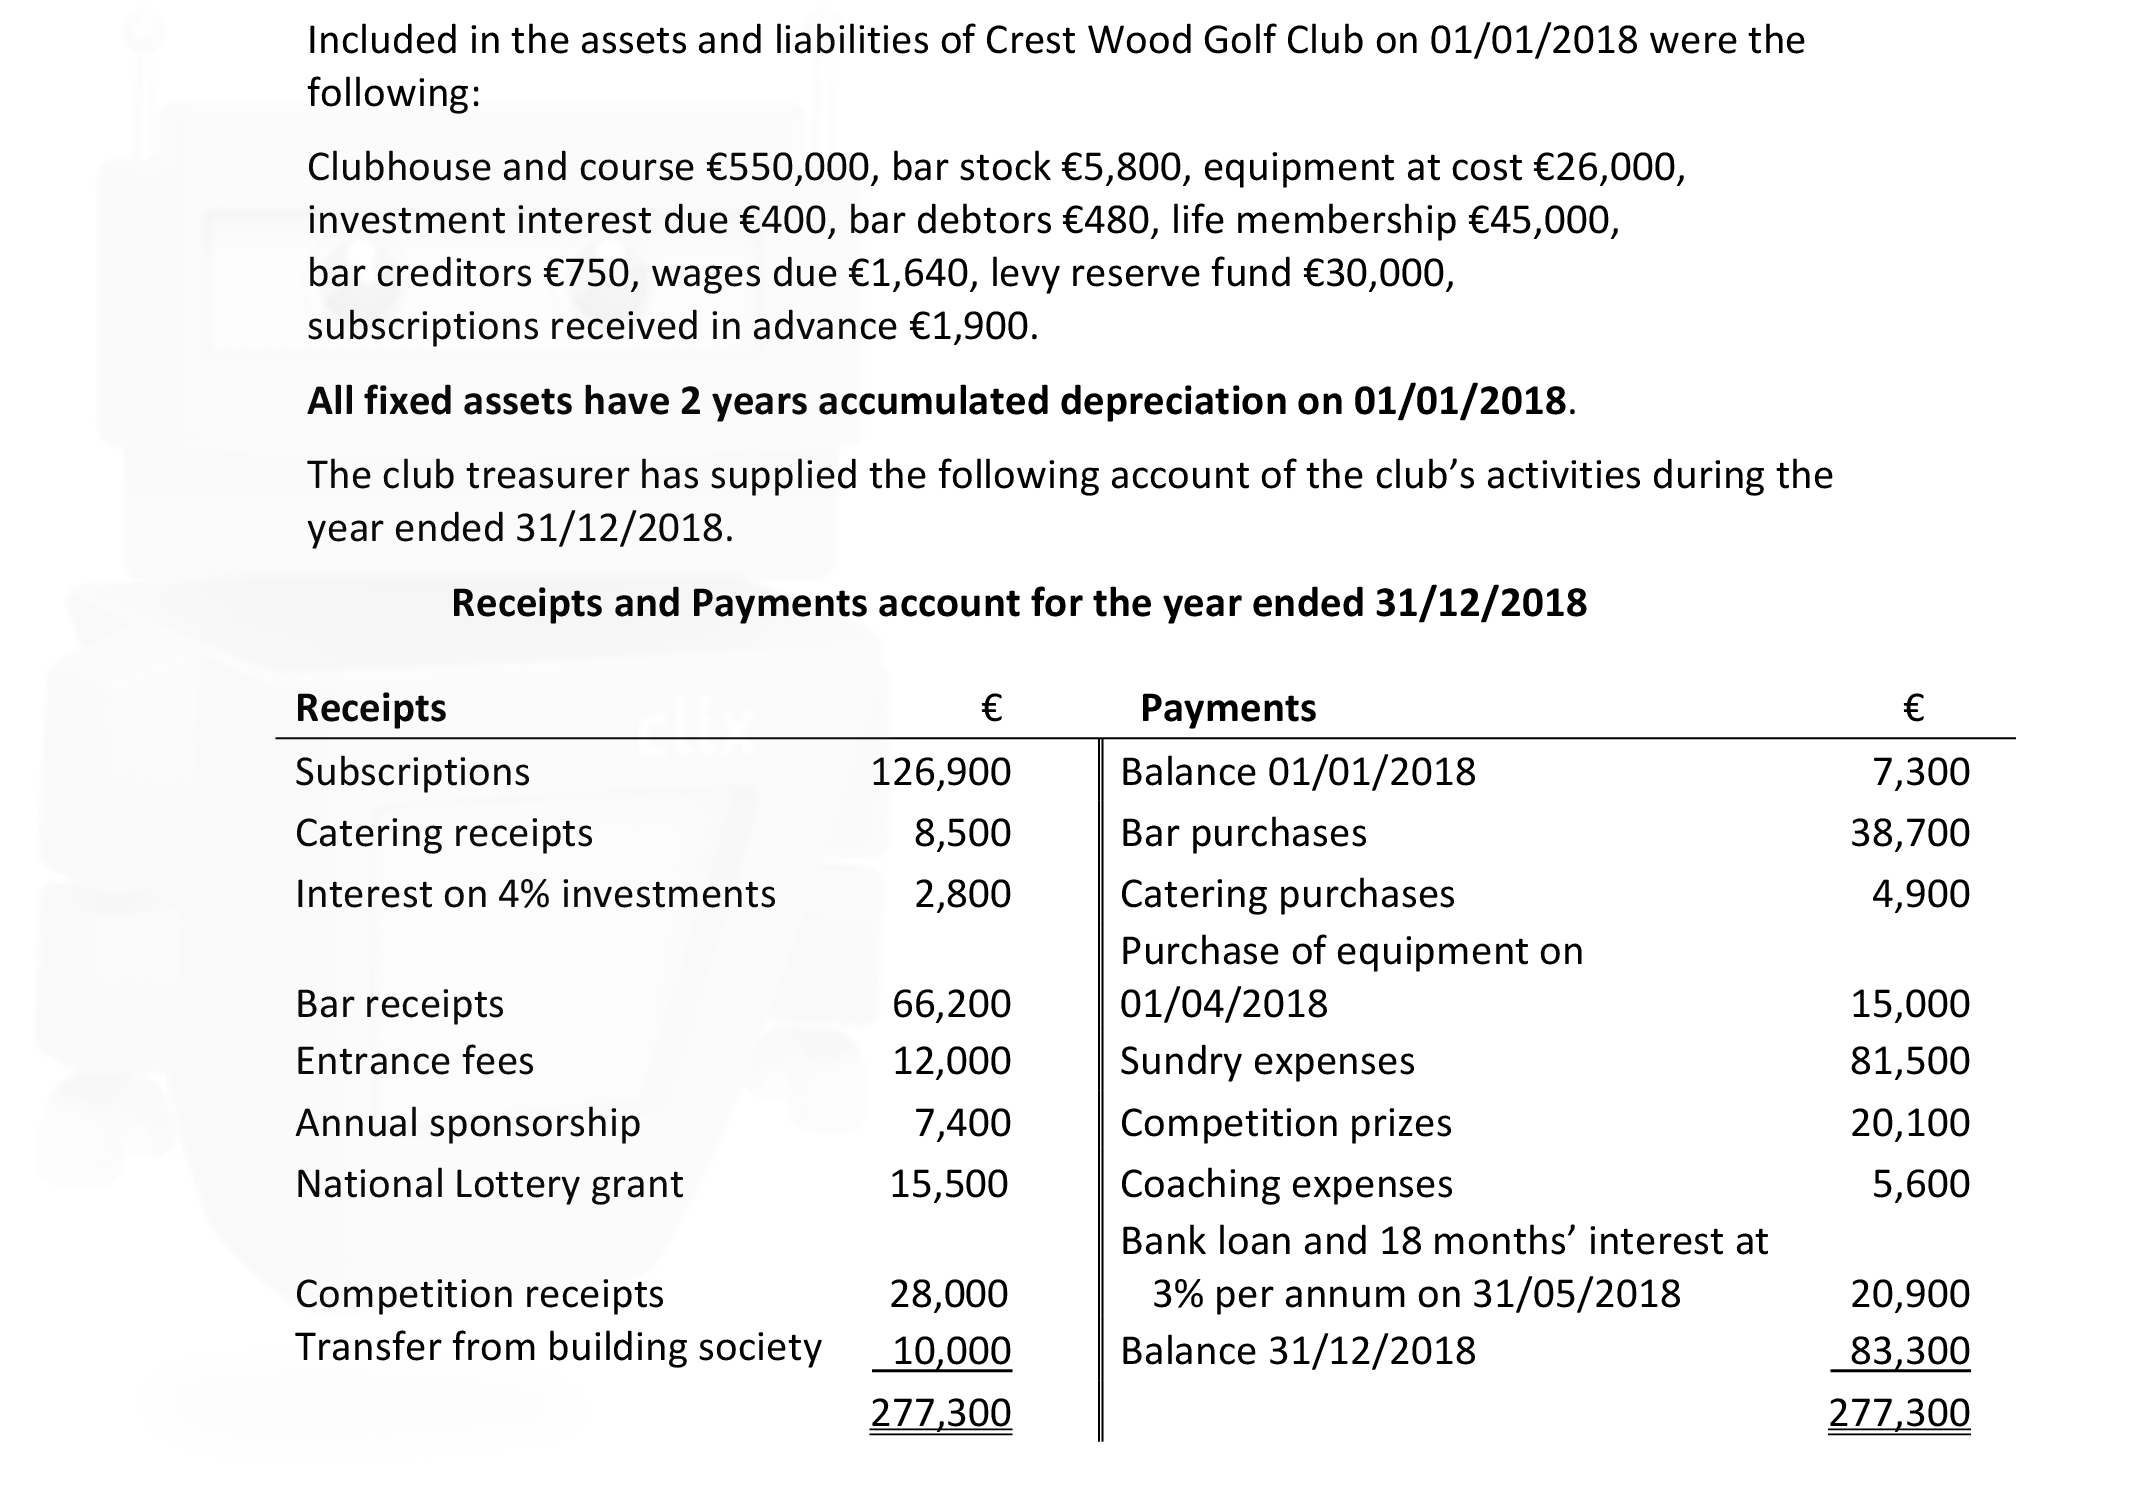 Included in the assets and liabilities of Crest Wood Golf Club on 01/01/2018 were the
following:
Clubhouse and course €550,000, bar stock €5,800, equipment at cost €26,000,
investment interest due €400, bar debtors €480, life membership €45,000,
bar creditors €750, wages due €1,640, levy reserve fund €30,000,
subscriptions received in advance €1,900.
All fixed assets have 2 years accumulated depreciation on 01/01/2018.
The club treasurer has supplied the following account of the club’s activities during the
year ended 31/12/2018.
Receipts and Payments account for the year ended 31/12/2018
Receipts € Payments €
clix
Subscriptions 126,900 Balance 01/01/2018 7,300
Catering receipts 8,500 Bar purchases 38,700
Interest on 4% investments 2,800 Catering purchases 4,900
Purchase of equipment on
Bar receipts 66,200 01/04/2018 15,000
Entrance fees 12,000 Sundry expenses 81,500
Annual sponsorship 7,400 Competition prizes 20,100
National Lottery grant 15,500 Coaching expenses 5,600
Bank loan and 18 months’ interest at
Competition receipts 28,000 3% per annum on 31/05/2018 20,900
Transfer from building society 10,000 Balance 31/12/2018 83,300
277,300 277,300